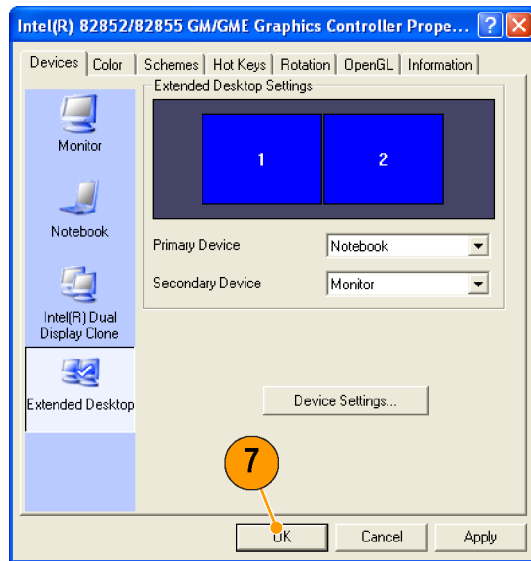 Intel(R) 82852/82855 GM/GME Graphics Controller Prope...
Devices Color Schemes Hot Keys Rotation OpenGL Information
Extended Desktop Settings
Monitor
1 2
Notebook
Primary Device Notebook
Secondary Device Monitor
Intel(R) Dual
Display Clone
Extended Desktop
Device Settings...
7
OK Cancel Apply